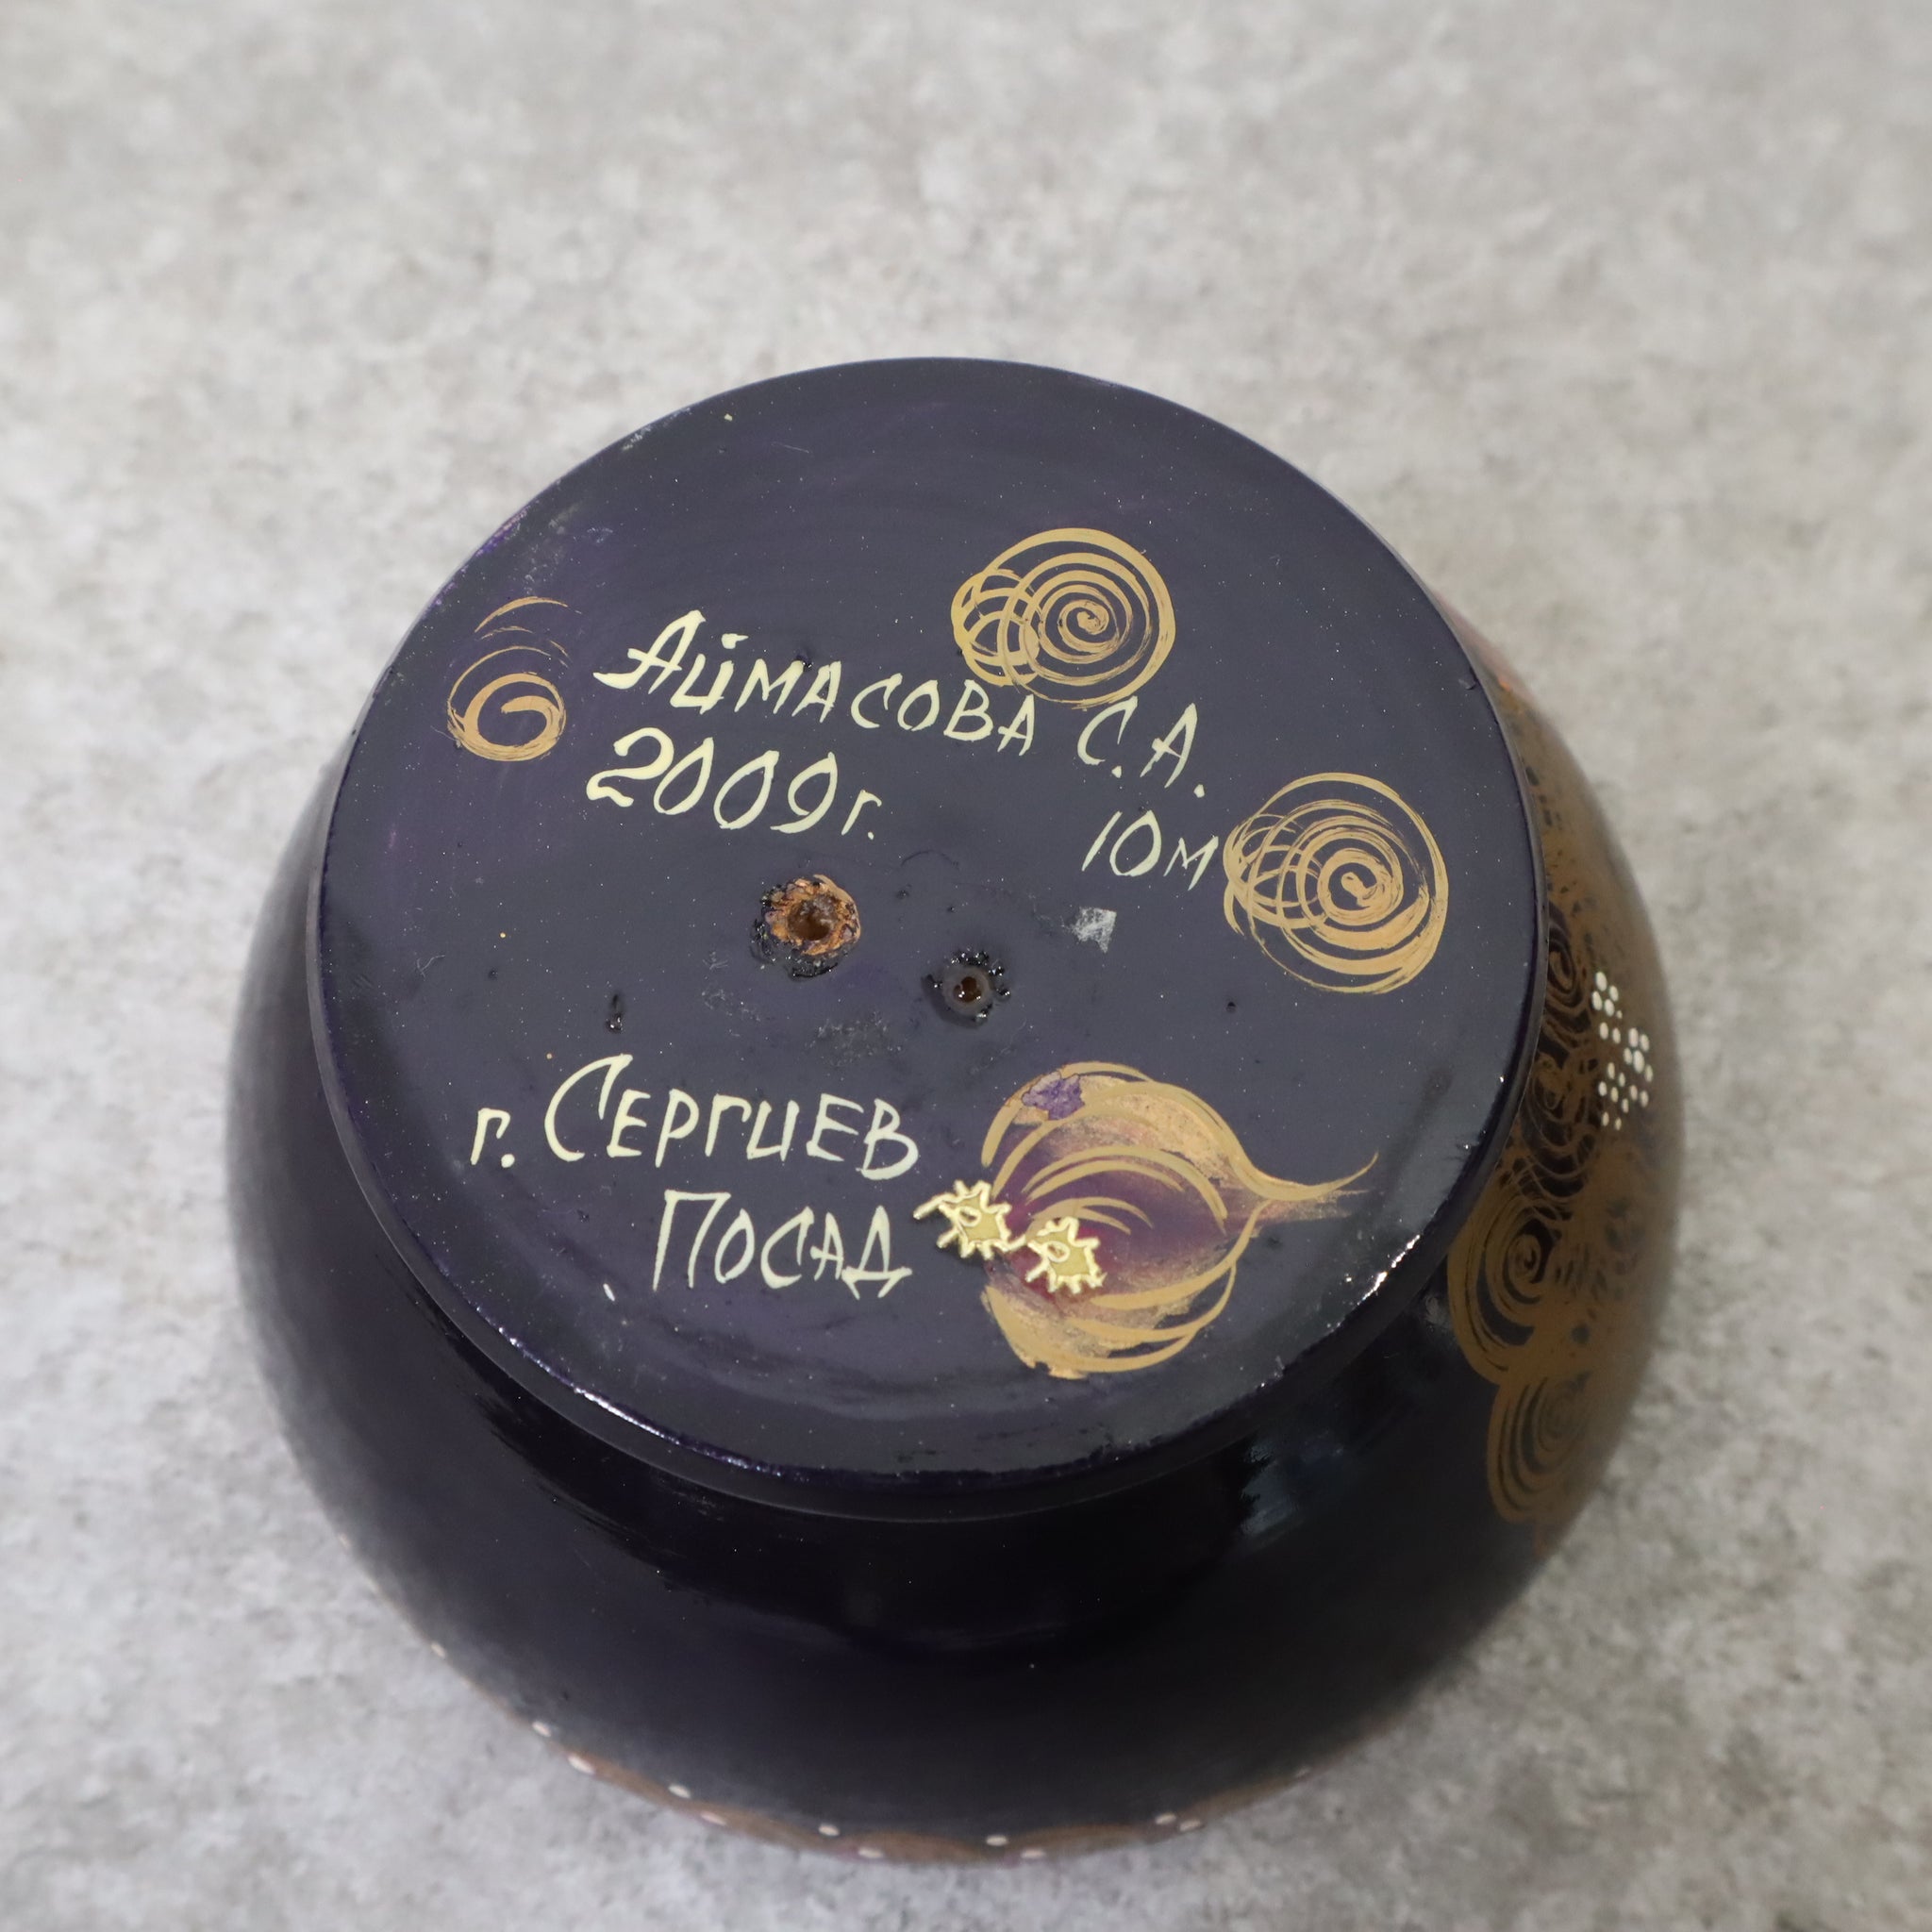 Аймасова С.А.
2009г.
10м
г. Сергиев
Посад